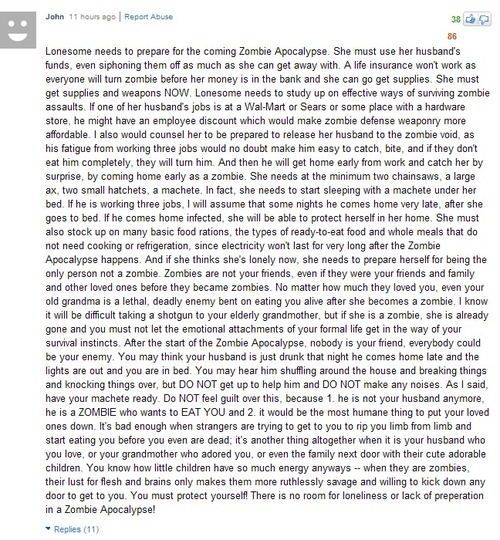 John 11 hours ago | Report Abuse
38
86
Lonesome needs to prepare for the coming Zombie Apocalypse. She must use her husband's
funds, even siphoning them off as much as she can get away with. A life insurance won't work as
everyone will turn zombie before her money is in the bank and she can go get supplies. She must
get supplies and weapons NOW. Lonesome needs to study up on effective ways of surviving zombie
assaults. If one of her husband's jobs is at a Wal-Mart or Sears or some place with a hardware
store, he might have an employee discount which would make zombie defense weaponry more
affordable. I also would counsel her to be prepared to release her husband to the zombie void, as
his fatigue from working three jobs would no doubt make him easy to catch, bite, and if they don't
eat him completely, they will turn him. And then he will get home early from work and catch her by
surprise, by coming home early as a zombie. She needs at the minimum two chainsaws, a large
ax, two small hatchets, a machete. In fact, she needs to start sleeping with a machete under her
bed. If he is working three jobs, I will assume that some nights he comes home very late, after she
goes to bed. If he comes home infected, she will be able to protect herself in her home. She must
also stock up on many basic food rations, the types of ready-to-eat food and whole meals that do
not need cooking or refrigeration, since electricity won't last for very long after the Zombie
Apocalypse happens. And if she thinks she's lonely now, she needs to prepare herself for being the
only person not a zombie. Zombies are not your friends, even if they were your friends and family
and other loved ones before they became zombies. No matter how much they loved you, even your
old grandma is a lethal, deadly enemy bent on eating you alive after she becomes a zombie. I know
it will be difficult taking a shotgun to your elderly grandmother, but if she is a zombie, she is already
gone and you must not let the emotional attachments of your formal life get in the way of your
survival instincts. After the start of the Zombie Apocalypse, nobody is your friend, everybody could
be your enemy. You may think your husband is just drunk that night he comes home late and the
lights are out and you are in bed. You may hear him shuffling around the house and breaking things
and knocking things over, but DO NOT get up to help him and DO NOT make any noises. As I said,
have your machete ready. Do NOT feel guilt over this, because 1. he is not your husband anymore,
he is a ZOMBIE who wants to EAT YOU and 2. it would be the most humane thing to put your loved
ones down. It's bad enough when strangers are trying to get to you to rip you limb from limb and
start eating you before you even are dead; it's another thing altogether when it is your husband who
you love, or your grandmother who adored you, or even the family next door with their cute adorable
children. You know how little children have so much energy anyways -- when they are zombies,
their lust for flesh and brains only makes them more ruthlessly savage and willing to kick down any
door to get to you. You must protect yourself! There is no room for loneliness or lack of preperation
in a Zombie Apocalypse!
Replies (11)